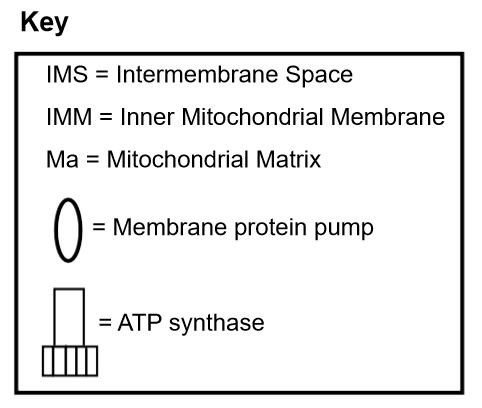 Key
IMS = Intermembrane Space
IMM = Inner Mitochondrial Membrane
Ma = Mitochondrial Matrix
= Membrane protein pump
= ATP synthase